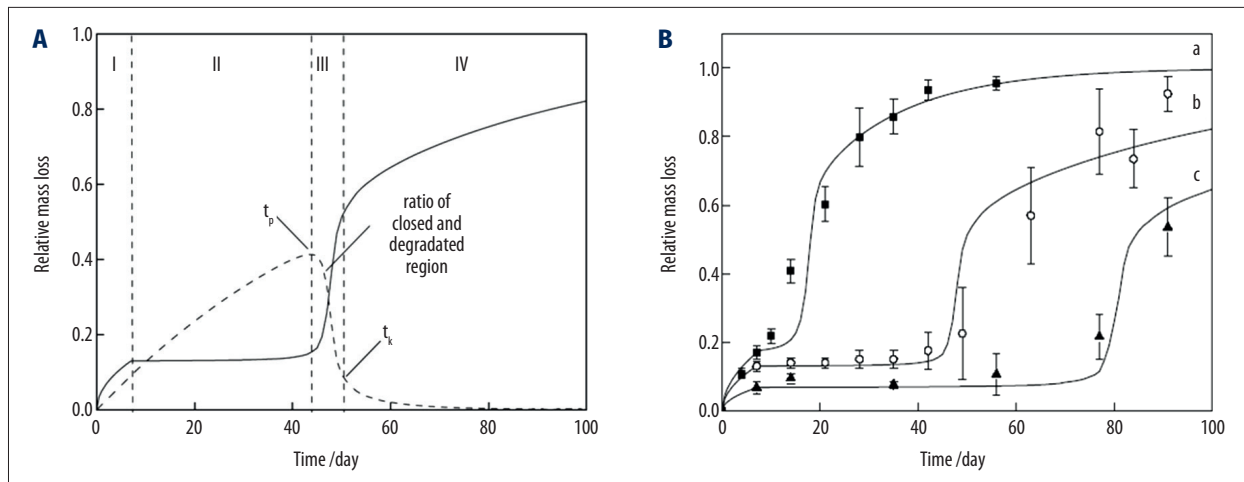 A
1.0
0.8
0.6
0.4
0.2
0.0
Relative mass loss
I
II
III
IV
tp
ratio of
closed and
degradated
region
tk
0
20
40
60
80
100
Time /day
B
1.0
0.8
0.6
0.4
0.2
0.0
Relative mass loss
a
b
c
0
20
40
60
80
100
Time /day